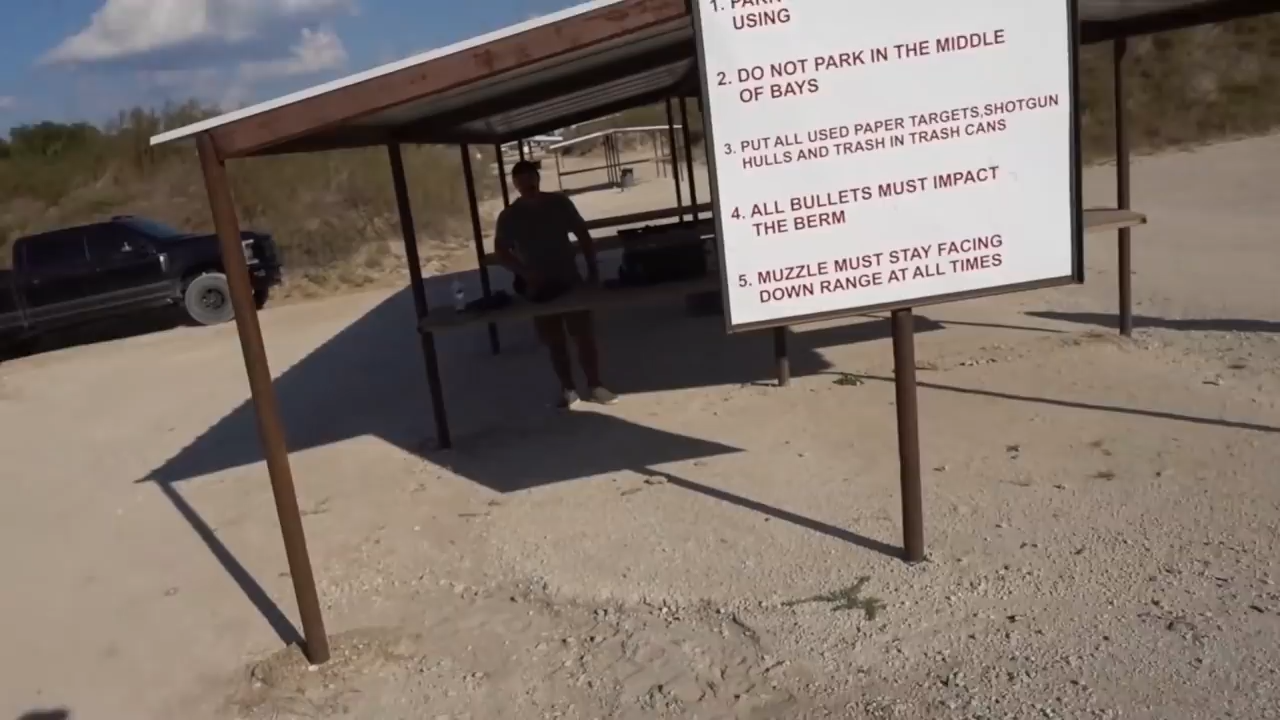 1. PARK
USING
2. DO NOT PARK IN THE MIDDLE
OF BAYS
3. PUT ALL USED PAPER TARGETS,SHOTGUN
HULLS AND TRASH IN TRASH CANS
4. ALL BULLETS MUST IMPACT
THE BERM
5. MUZZLE MUST STAY FACING
DOWN RANGE AT ALL TIMES